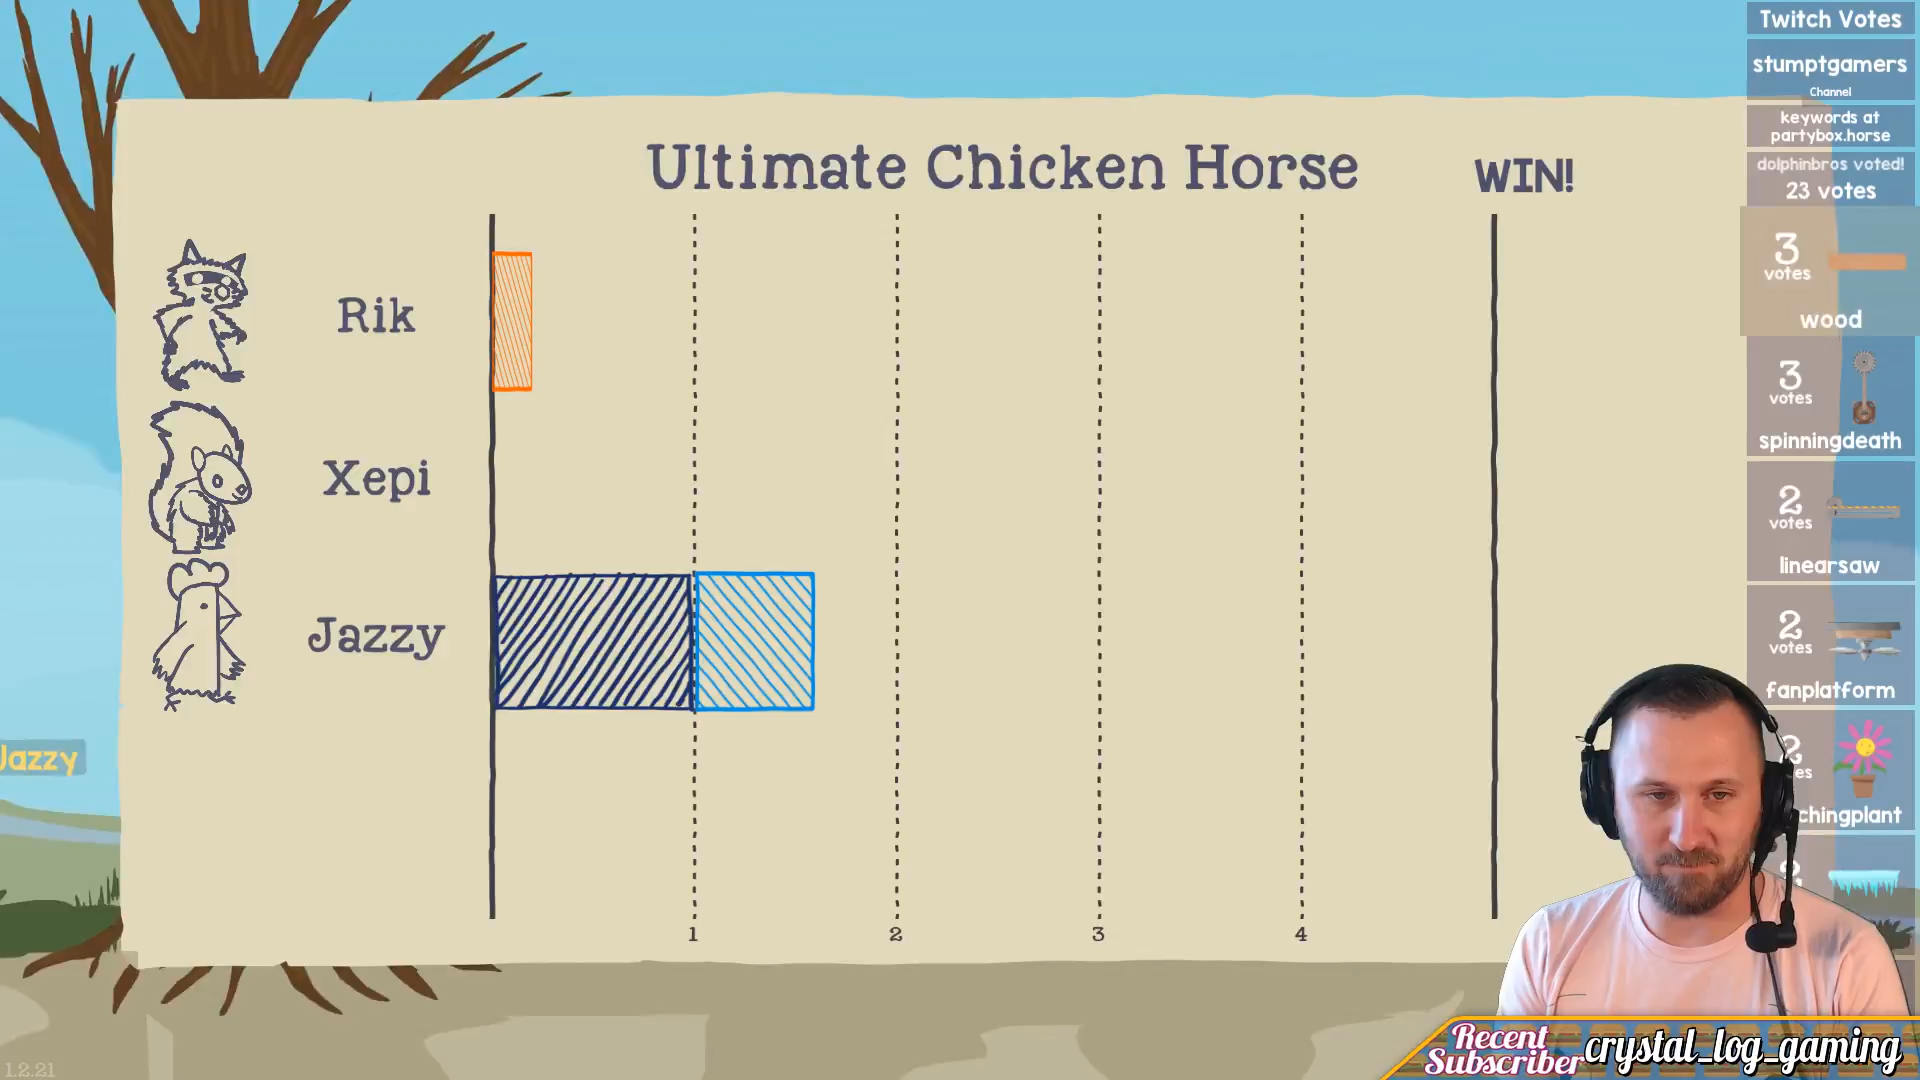 Ultimate Chicken Horse
WIN!
Rik
Xepi
Jazzy
Jazzy
1
2
3
4
1.2.21
Twitch Votes
stumptgamers
Channel
keywords at
partybox.horse
dolphinbros voted!
23 votes
3
votes
wood
3
votes
spinningdeath
2
votes
linearsaw
2
votes
fanplatform
2
es
chingplant
Recent
Subscriber
crystal_log_gaming